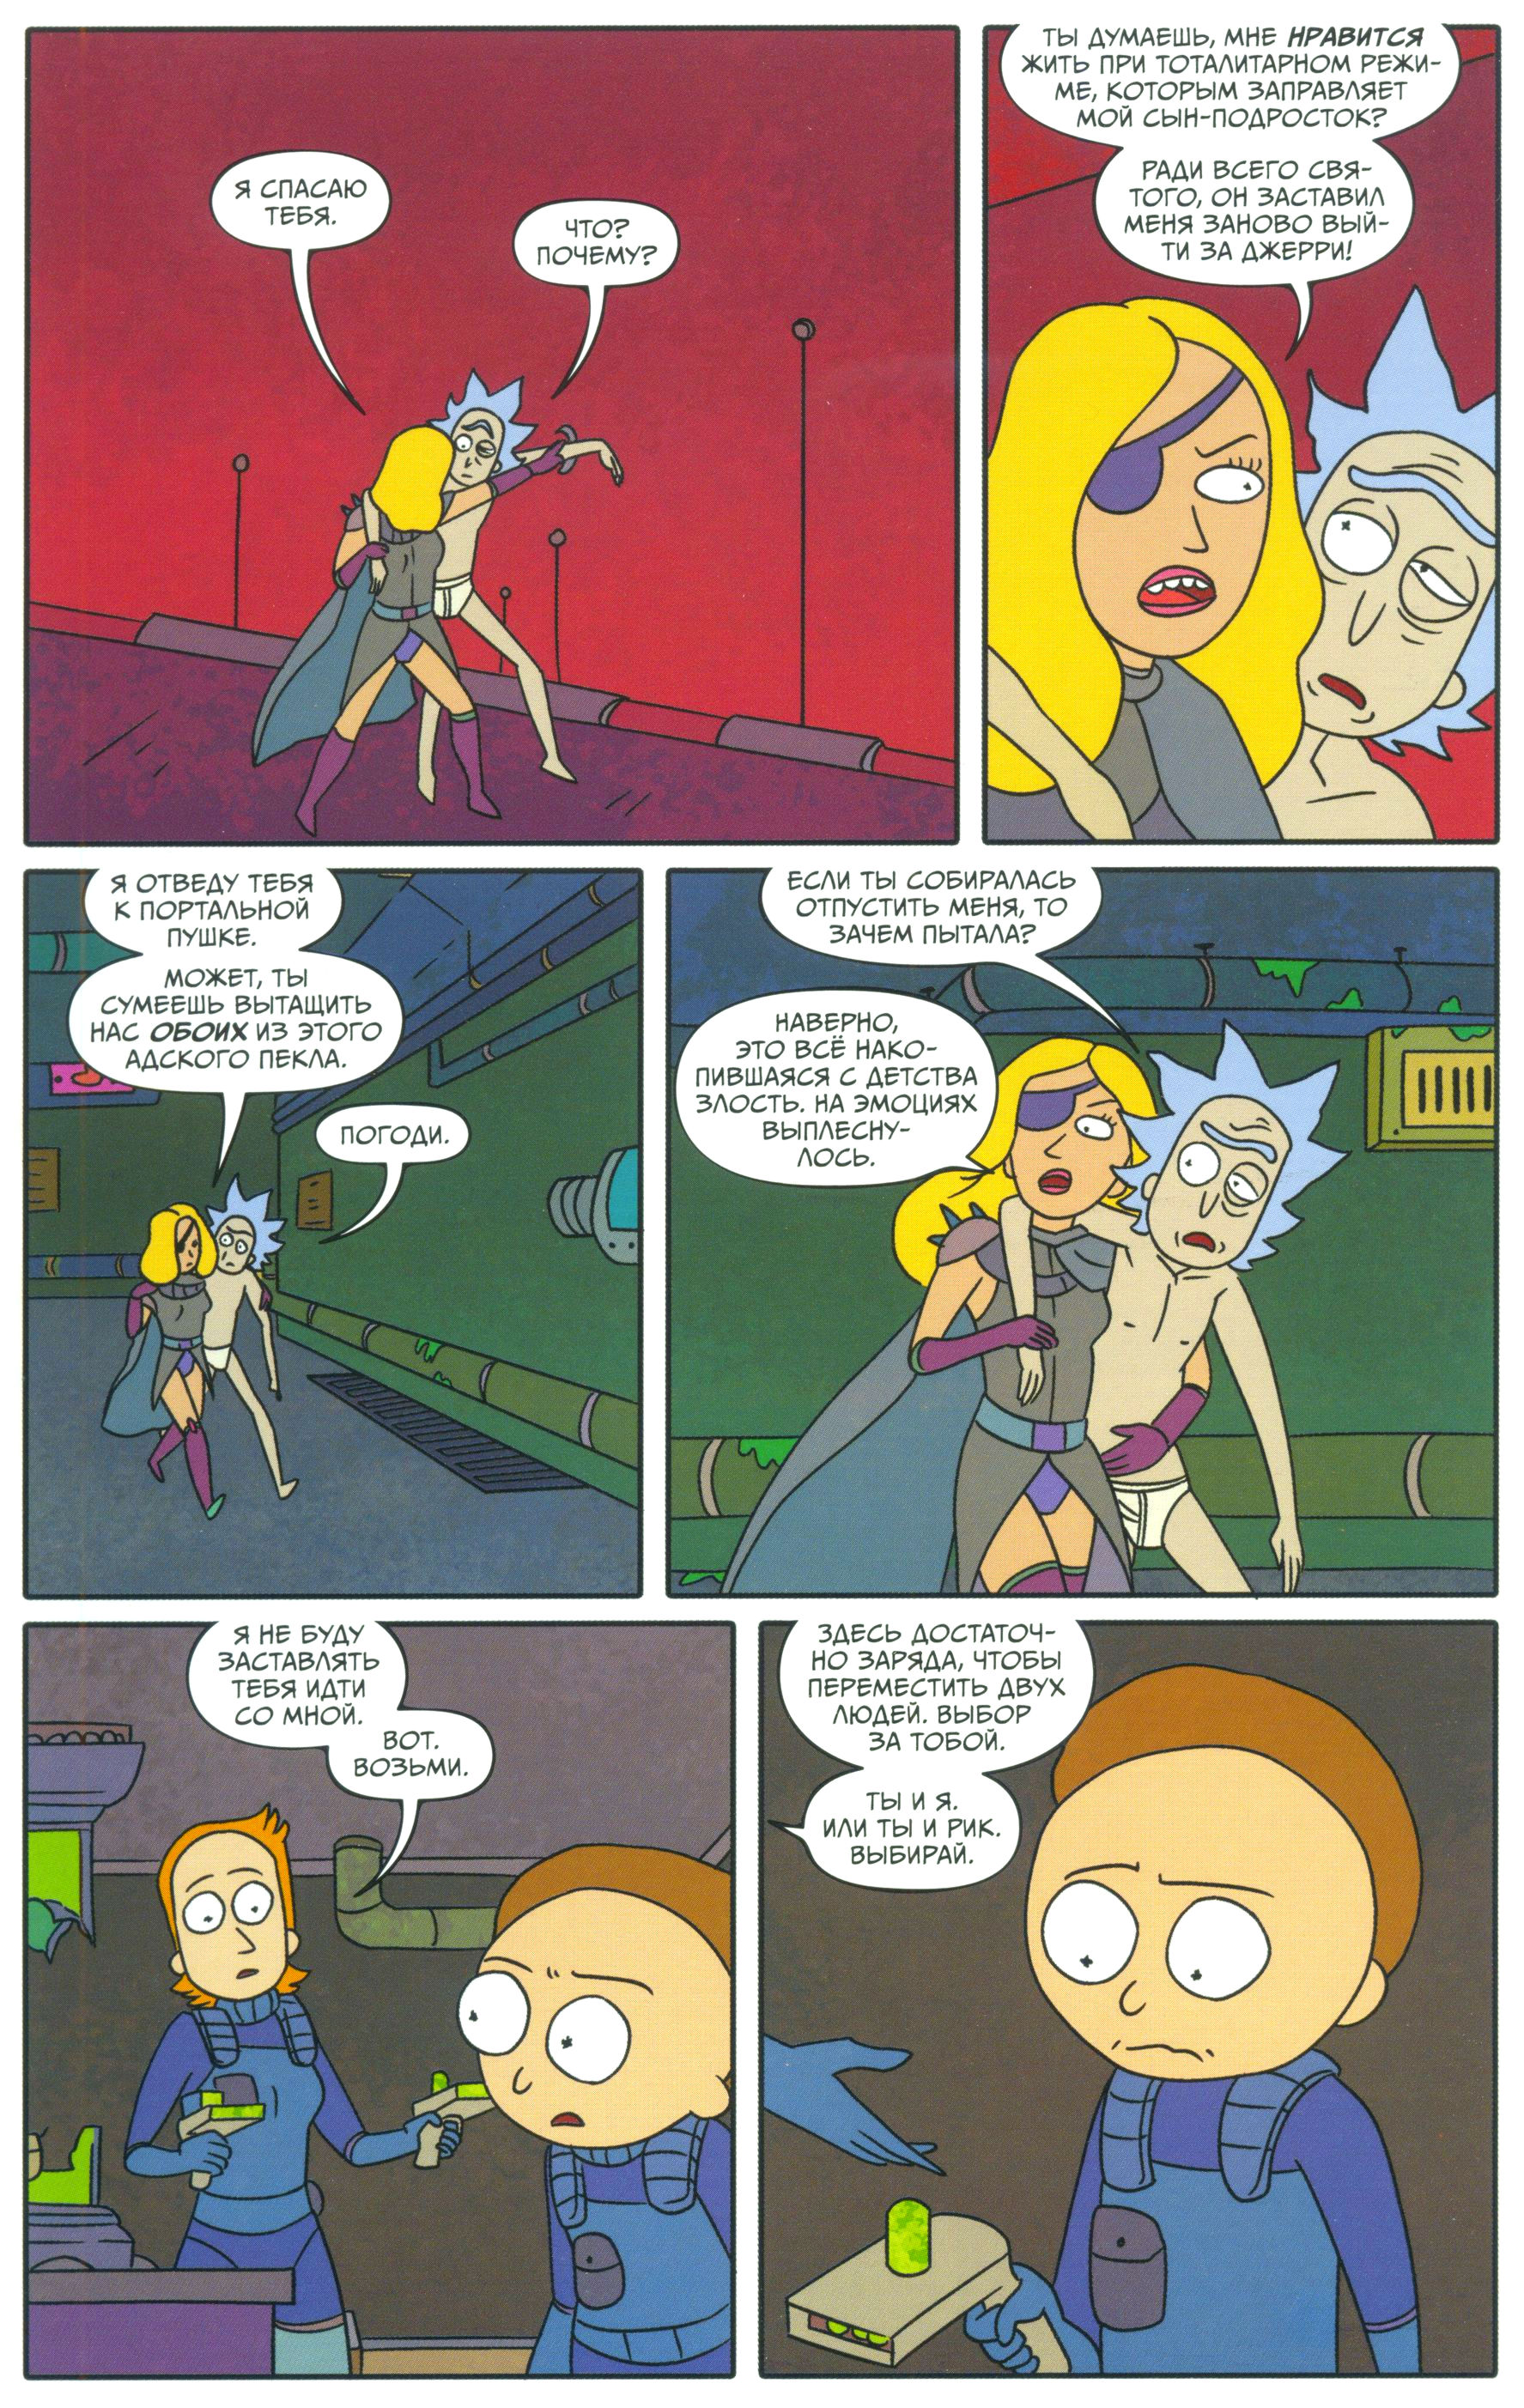 Я СПАСАЮ
ТЕБЯ.
ЧТО?
ПОЧЕМУ?
ТЫ ДУМАЕШЬ, МНЕ НРАВИТСЯ
ЖИТЬ ПРИ ТОТАЛИТАРНОМ РЕЖИ-
МЕ, КОТОРЫМ ЗАПРАВЛЯЕТ
МОЙ СЫН-ПОДРОСТОК?
РАДИ ВСЕГО СВЯ-
ТОГО, ОН ЗАСТАВИЛ
МЕНЯ ЗАНОВО ВЫЙ-
ТИ ЗА ДЖЕРРИ!
Я ОТВЕДУ ТЕБЯ
К ПОРТАЛЬНОЙ
ПУШКЕ.
МОЖЕТ, ТЫ
СУМЕЕШЬ ВЫТАЩИТЬ
НАС ОБОИХ ИЗ ЭТОГО
АДСКОГО ПЕКЛА.
ПОГОДИ.
ЕСЛИ ТЫ СОБИРАЛАСЬ
ОТПУСТИТЬ МЕНЯ, ТО
ЗАЧЕМ ПЫТАЛА?
НАВЕРНО,
ЭТО ВСЁ НАКО-
ПИВШАЯСЯ С ДЕТСТВА
ЗЛОСТЬ. НА ЭМОЦИЯХ
ВЫПЛЕСНУ-
ЛОСЬ.
Я НЕ БУДУ
ЗАСТАВЛЯТЬ
ТЕБЯ ИДТИ
СО МНОЙ.
ВОТ.
ВОЗЬМИ.
ЗДЕСЬ ДОСТАТОЧ-
НО ЗАРЯДА, ЧТОБЫ
ПЕРЕМЕСТИТЬ ДВУХ
ЛЮДЕЙ. ВЫБОР
ЗА ТОБОЙ.
ТЫ И Я.
ИЛИ ТЫ И РИК.
ВЫБИРАЙ.